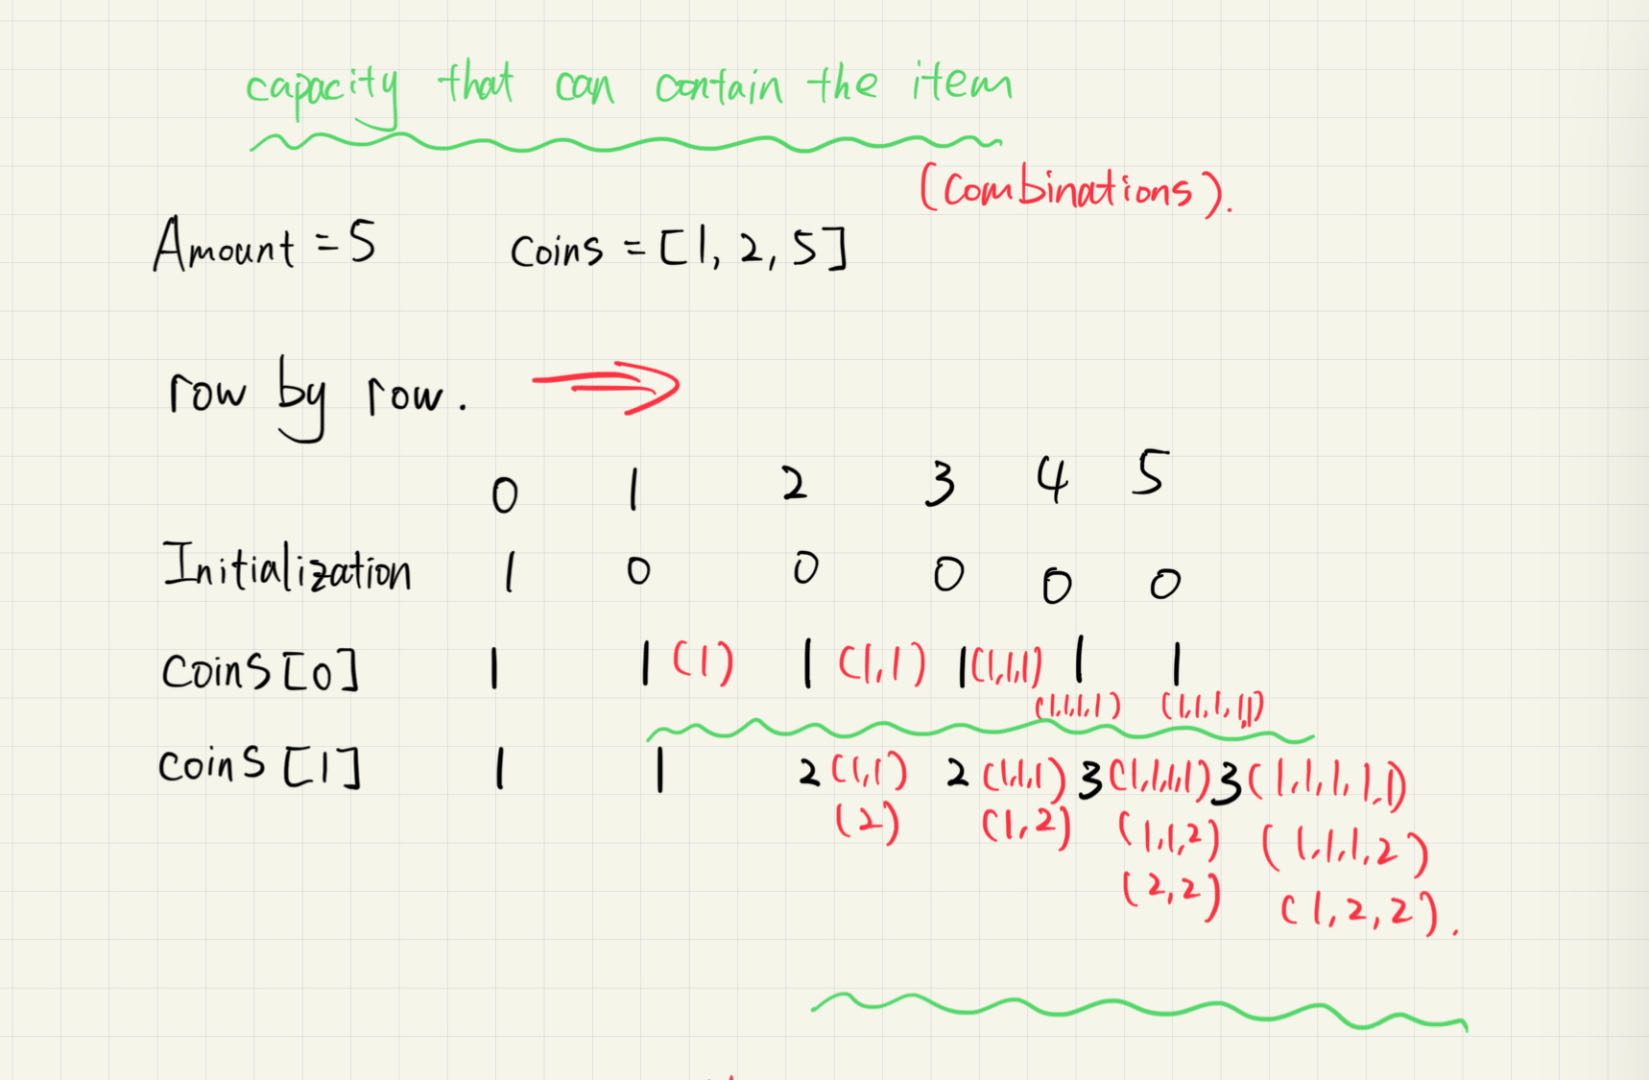 capacity that can contain the item
(Combinations).
Amount = 5 Coins = [1, 2, 5]
row by row.
0 1 2 3 4 5
Initialization 1 0 0 0 0 0
Coins[0] 1 1 (1) 1 (1,1) 1 (1,1,1) 1 1
(1,1,1,1) (1,1,1,1,1)
coins[1] 1 1 2 (1,1) 2 (1,1,1) 3 (1,1,1,1) 3 (1,1,1,1,1)
(2) (1,2) (1,1,2) (1,1,1,2)
(2,2) (1,2,2).